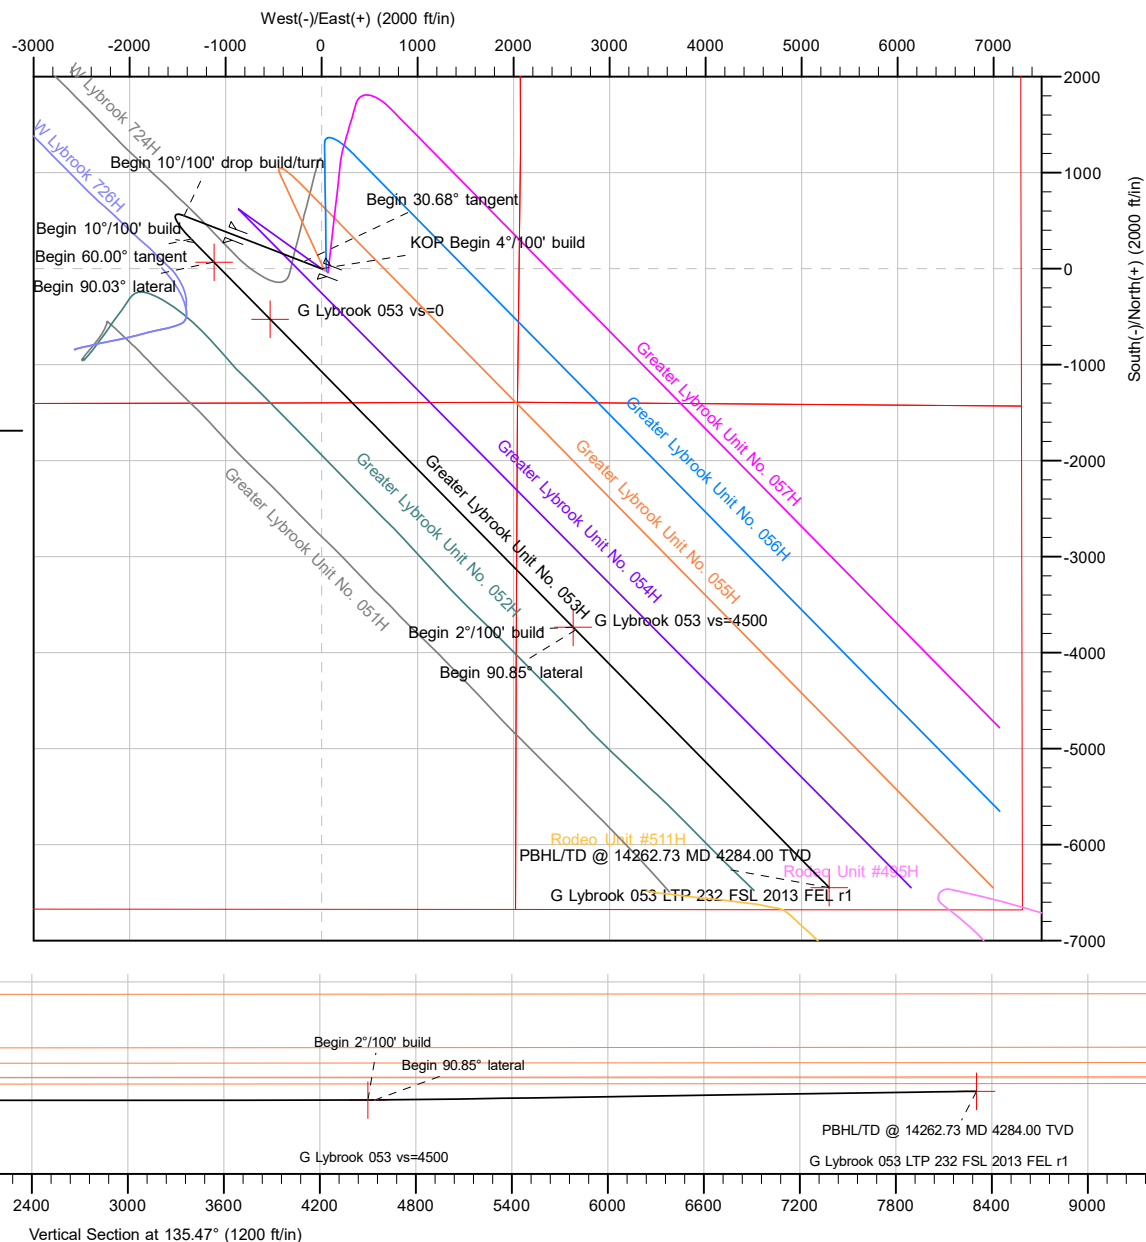 West(-)/East(+) (2000 ft/in)
-3000 -2000 -1000 0 1000 2000 3000 4000 5000 6000 7000
2000
1000
0
-1000
-2000
-3000
-4000
-5000
-6000
-7000
South(-)/North(+) (2000 ft/in)
W Lybrook 724H
W Lybrook 726H
Begin 10°/100' drop build/turn
Begin 30.68° tangent
Begin 10°/100' build
KOP Begin 4°/100' build
Begin 60.00° tangent
Begin 90.03° lateral
G Lybrook 053 vs=0
Greater Lybrook Unit No. 057H
Greater Lybrook Unit No. 056H
Greater Lybrook Unit No. 055H
Greater Lybrook Unit No. 054H
Greater Lybrook Unit No. 053H
Greater Lybrook Unit No. 052H
Greater Lybrook Unit No. 051H
G Lybrook 053 vs=4500
Begin 2°/100' build
Begin 90.85° lateral
Rodeo Unit #511H
PBHL/TD @ 14262.73 MD 4284.00 TVD
Rodeo Unit #495H
G Lybrook 053 LTP 232 FSL 2013 FEL r1
Begin 2°/100' build
Begin 90.85° lateral
PBHL/TD @ 14262.73 MD 4284.00 TVD
G Lybrook 053 vs=4500
G Lybrook 053 LTP 232 FSL 2013 FEL r1
2400 3000 3600 4200 4800 5400 6000 6600 7200 7800 8400 9000
Vertical Section at 135.47° (1200 ft/in)